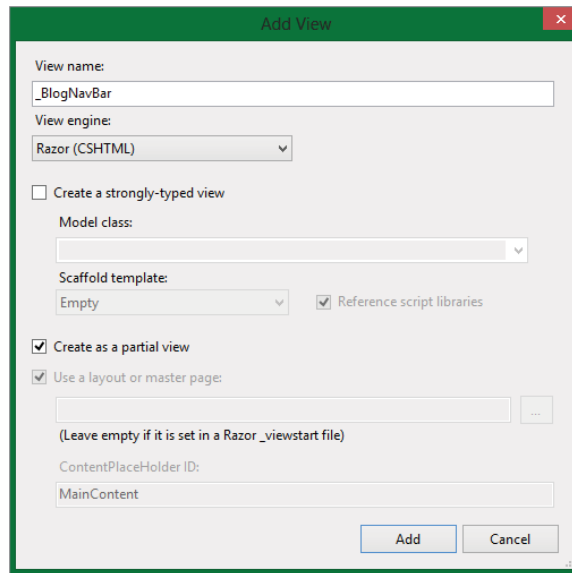 Add View
View name:
_BlogNavBar
View engine:
Razor (CSHTML)
Create a strongly-typed view
Model class:
Scaffold template:
Empty
Reference script libraries
Create as a partial view
Use a layout or master page:
...
(Leave empty if it is set in a Razor _viewstart file)
ContentPlaceHolder ID:
MainContent
Add
Cancel